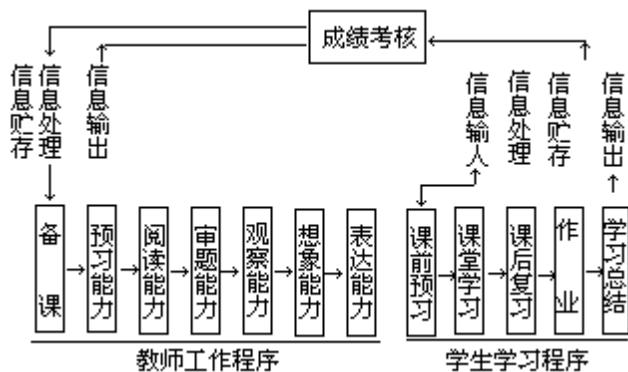 成绩考核
信息贮存
信息处理
信息输出
信息输人
信息处理
信息贮存
信息输出
备课
预习能力
阅读能力
审题能力
观察能力
想象能力
表达能力
课前预习
课堂学习
课后复习
作业
学习总结
教师工作程序
学生学习程序